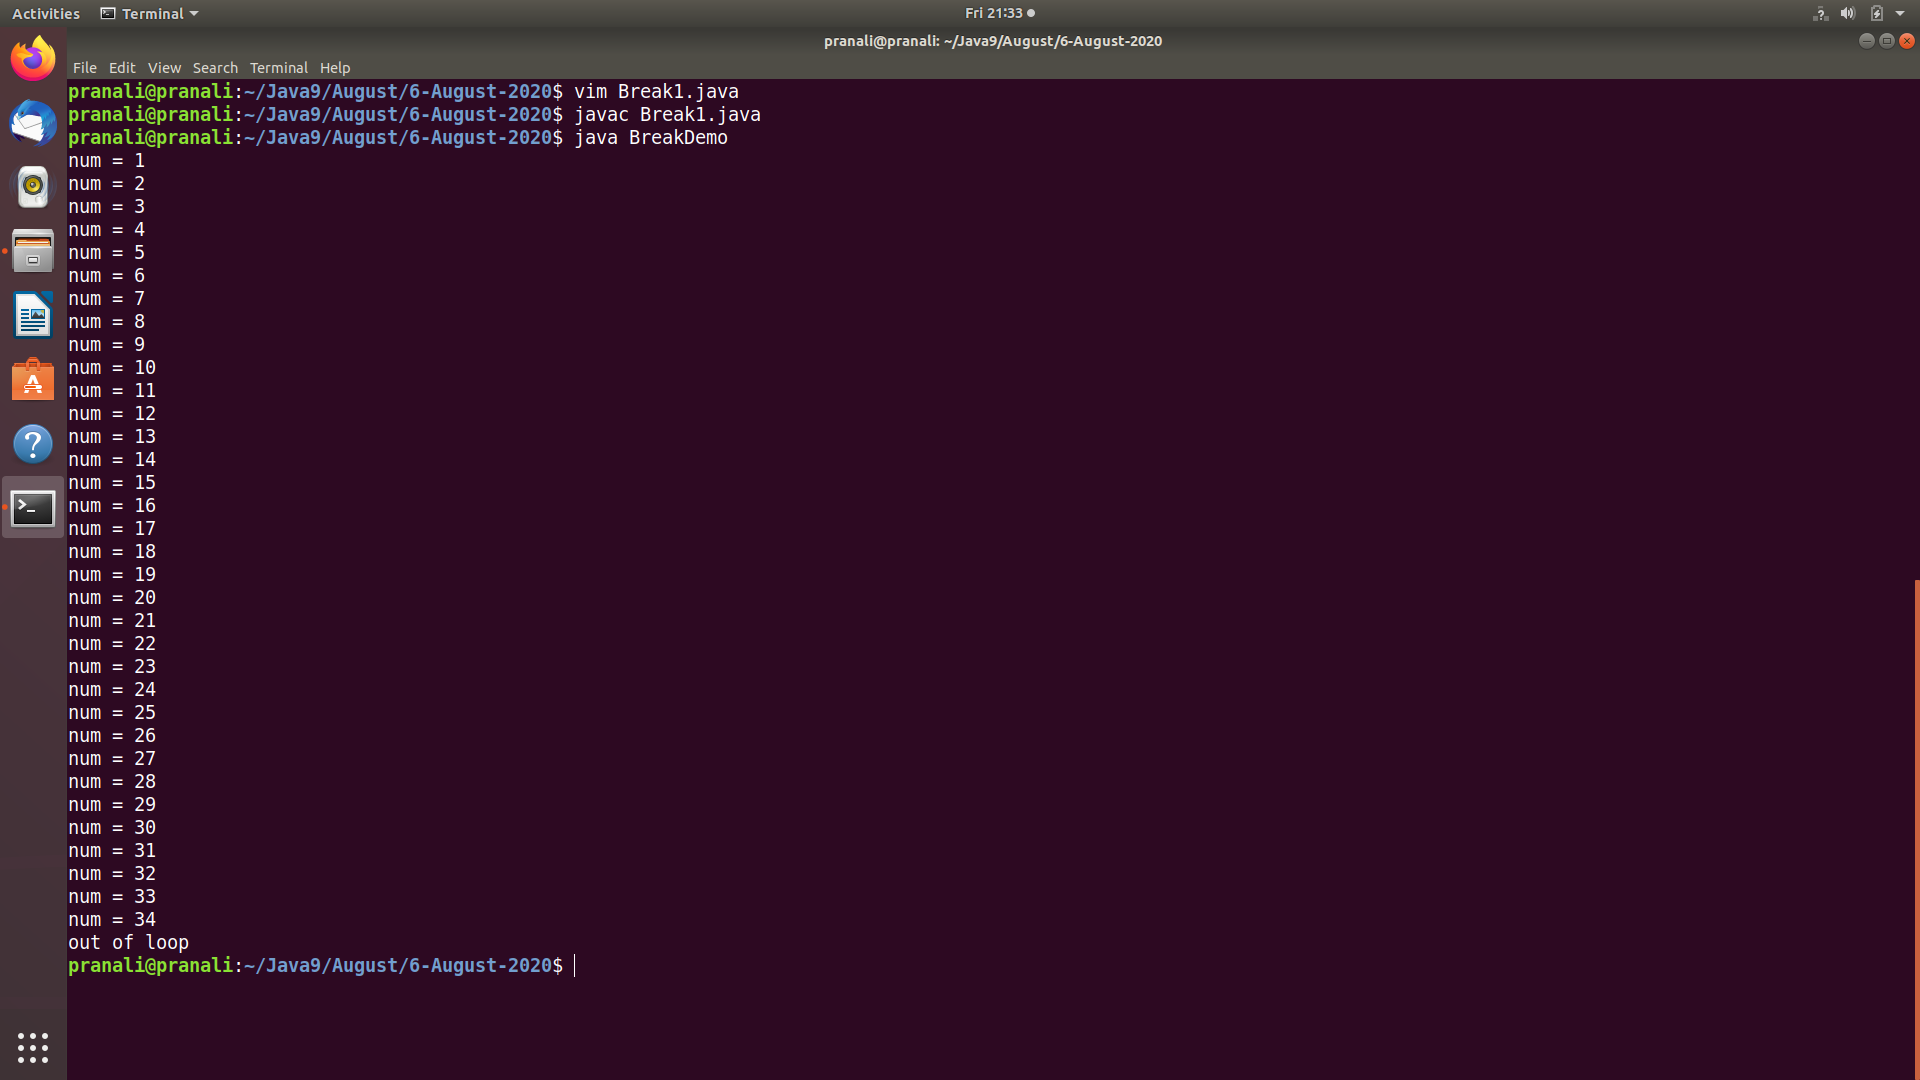 Activities Terminal Fri 21:33
pranali@pranali: ~/Java9/August/6-August-2020
File Edit View Search Terminal Help
pranali@pranali:~/Java9/August/6-August-2020$ vim Break1.java
pranali@pranali:~/Java9/August/6-August-2020$ javac Break1.java
pranali@pranali:~/Java9/August/6-August-2020$ java BreakDemo
num = 1
num = 2
num = 3
num = 4
num = 5
num = 6
num = 7
num = 8
num = 9
num = 10
num = 11
num = 12
num = 13
num = 14
num = 15
num = 16
num = 17
num = 18
num = 19
num = 20
num = 21
num = 22
num = 23
num = 24
num = 25
num = 26
num = 27
num = 28
num = 29
num = 30
num = 31
num = 32
num = 33
num = 34
out of loop
pranali@pranali:~/Java9/August/6-August-2020$